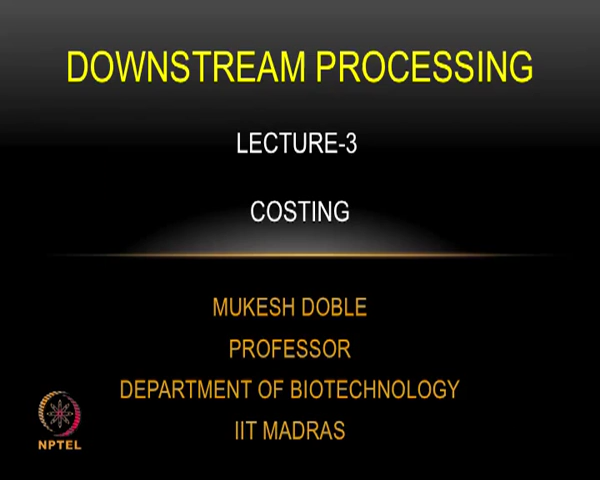 DOWNSTREAM PROCESSING
LECTURE-3
COSTING
MUKESH DOBLE
PROFESSOR
DEPARTMENT OF BIOTECHNOLOGY
IIT MADRAS
NPTEL